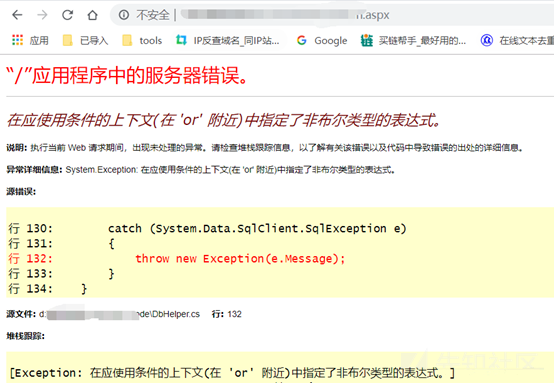 不安全 | n.aspx
应用 已导入 tools IP反查域名_同IP站... Google 买链帮手_最好用的... 在线文本去重
“/”应用程序中的服务器错误。
在应使用条件的上下文(在 'or' 附近)中指定了非布尔类型的表达式。
说明: 执行当前 Web 请求期间，出现未处理的异常。请检查堆栈跟踪信息，以了解有关该错误以及代码中导致错误的出处的详细信息。
异常详细信息: System.Exception: 在应使用条件的上下文(在 'or' 附近)中指定了非布尔类型的表达式。
源错误:
行 130: catch (System.Data.SqlClient.SqlException e)
行 131: {
行 132: throw new Exception(e.Message);
行 133: }
行 134: }
源文件: d: ode\DbHelper.cs 行: 132
堆栈跟踪:
[Exception: 在应使用条件的上下文(在 'or' 附近)中指定了非布尔类型的表达式。]